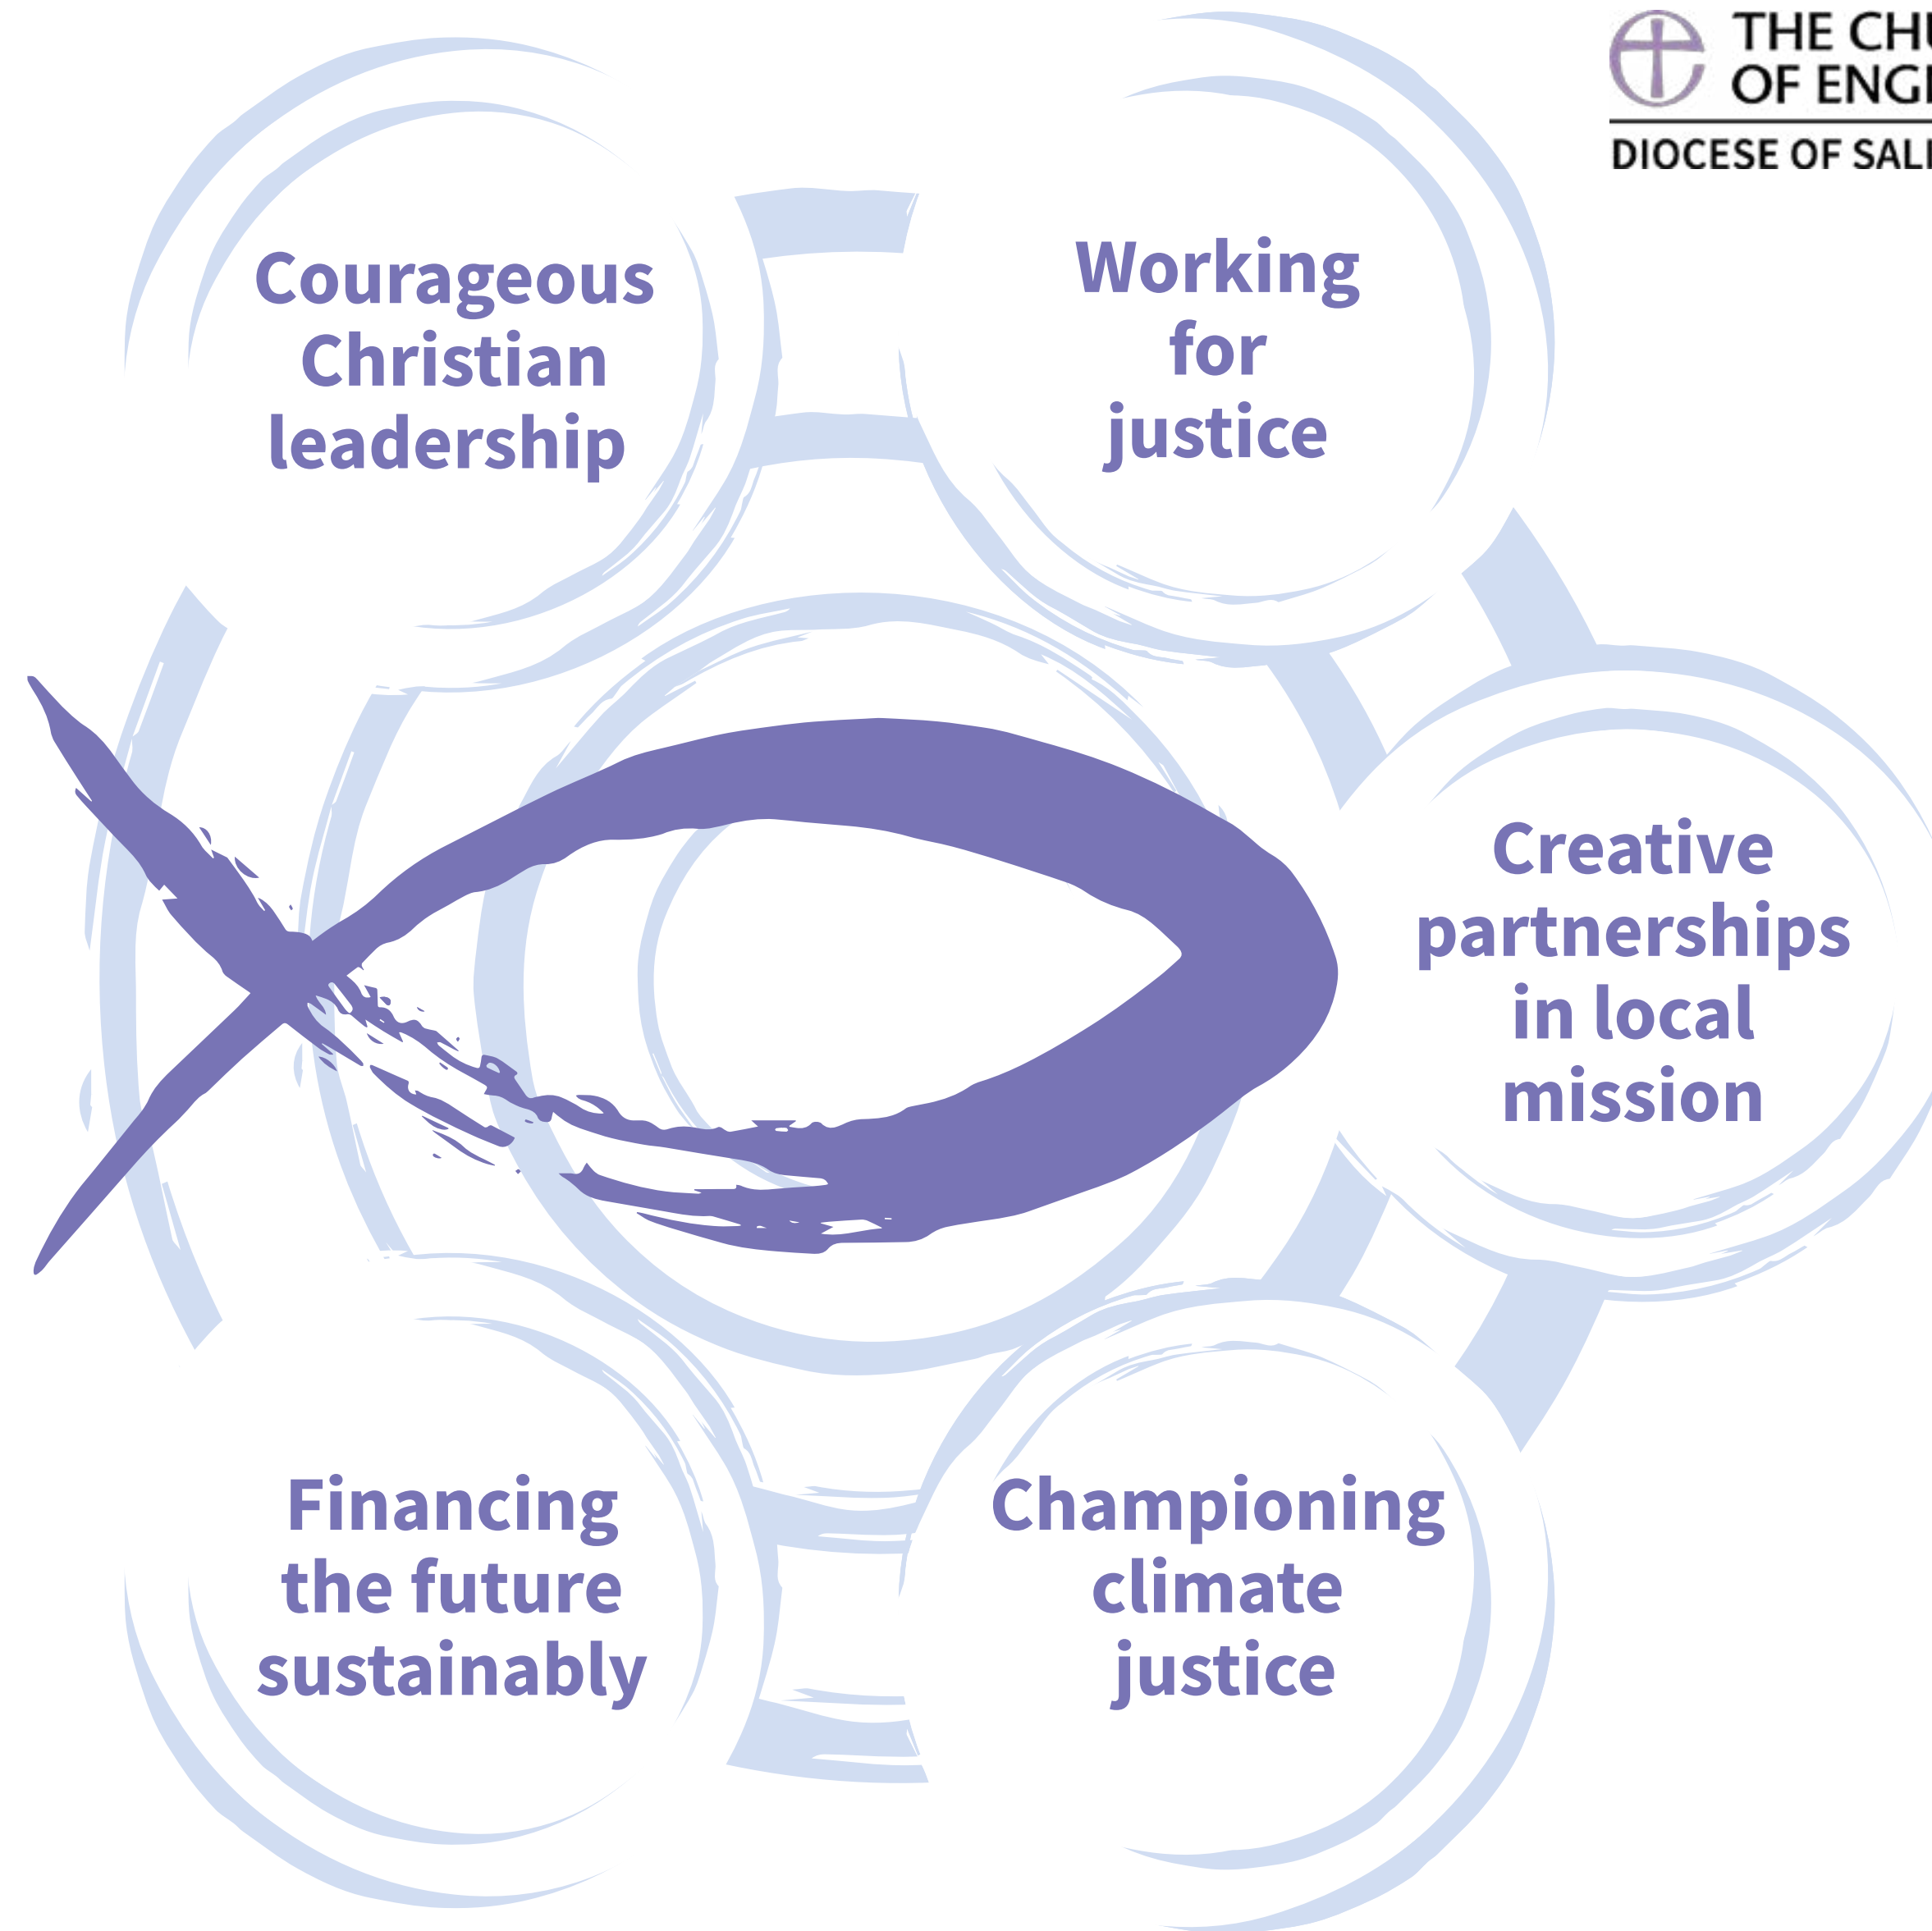 THE CHU
OF ENG
DIOCESE OF SAL
Courageous
Christian
leadership
Working
for
justice
Creative
partnerships
in local
mission
Financing
the future
sustainably
Championing
climate
justice